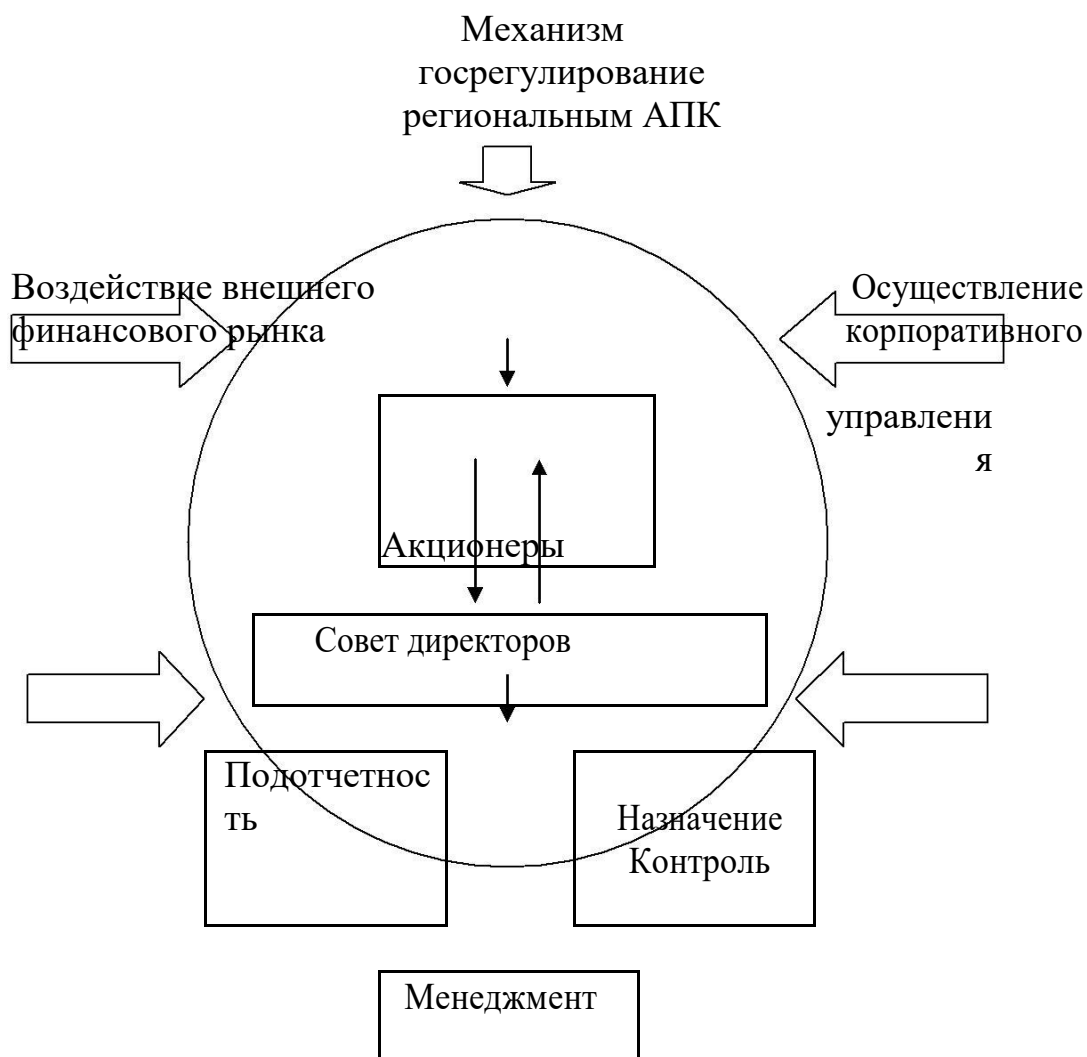 Механизм
госрегулирование
региональным АПК
Воздействие внешнего
финансового рынка
Осуществление
корпоративного
управлени
я
Акционеры
Совет директоров
Подотчетнос
ть
Назначение
Контроль
Менеджмент